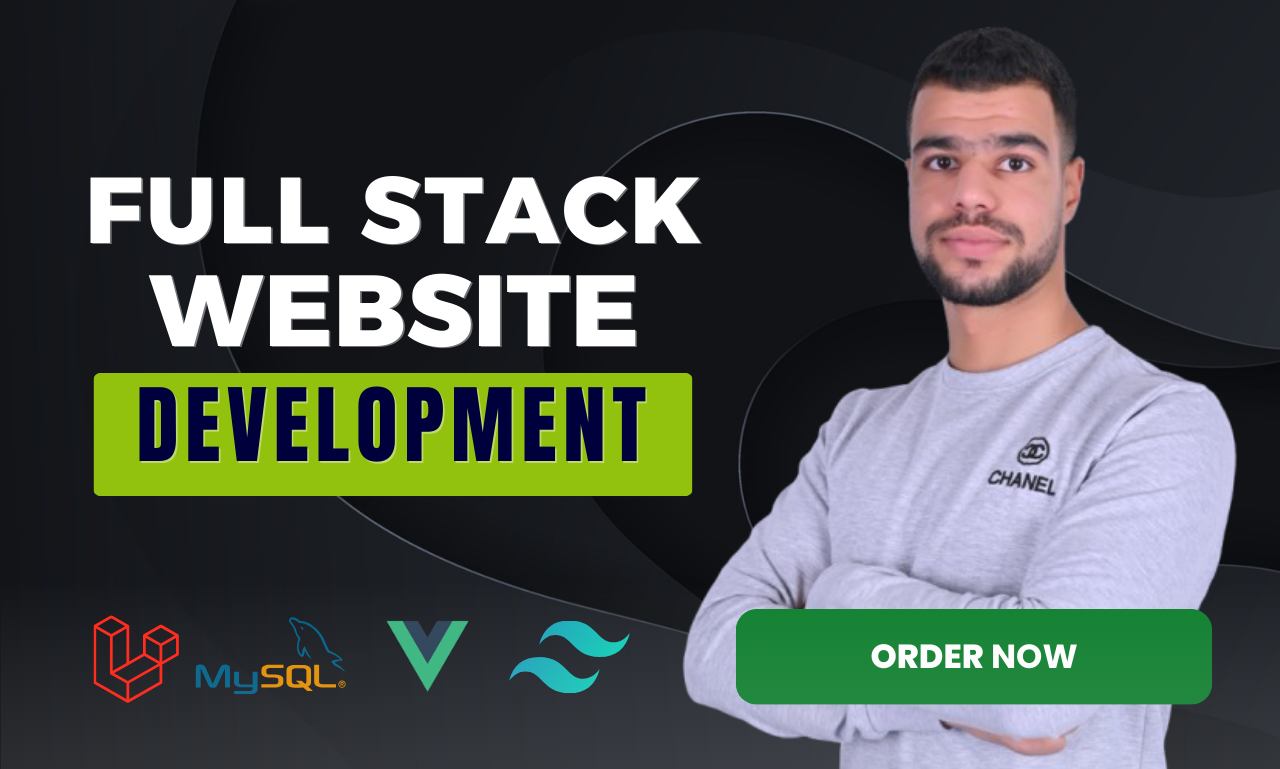 FULL STACK
WEBSITE
DEVELOPMENT
CHANEL
MySQL®
ORDER NOW